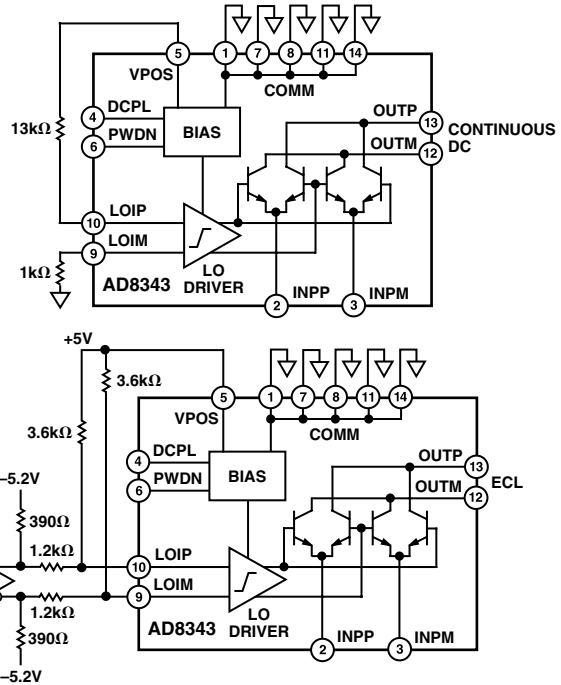 5 1 7 8 11 14
VPOS
COMM
4 DCPL
OUTP 13
13kΩ
BIAS
CONTINUOUS
DC
6 PWDN
OUTM 12
10 LOIP
9 LOIM
1kΩ
LO
DRIVER
AD8343
INPP
INPM
2 3
+5V
3.6kΩ
5 1 7 8 11 14
VPOS
3.6kΩ
COMM
4 DCPL
OUTP 13
–5.2V
BIAS
ECL
6 PWDN
OUTM 12
390Ω
1.2kΩ
10 LOIP
9 LOIM
1.2kΩ
LO
DRIVER
AD8343
390Ω
INPP
INPM
2 3
–5.2V